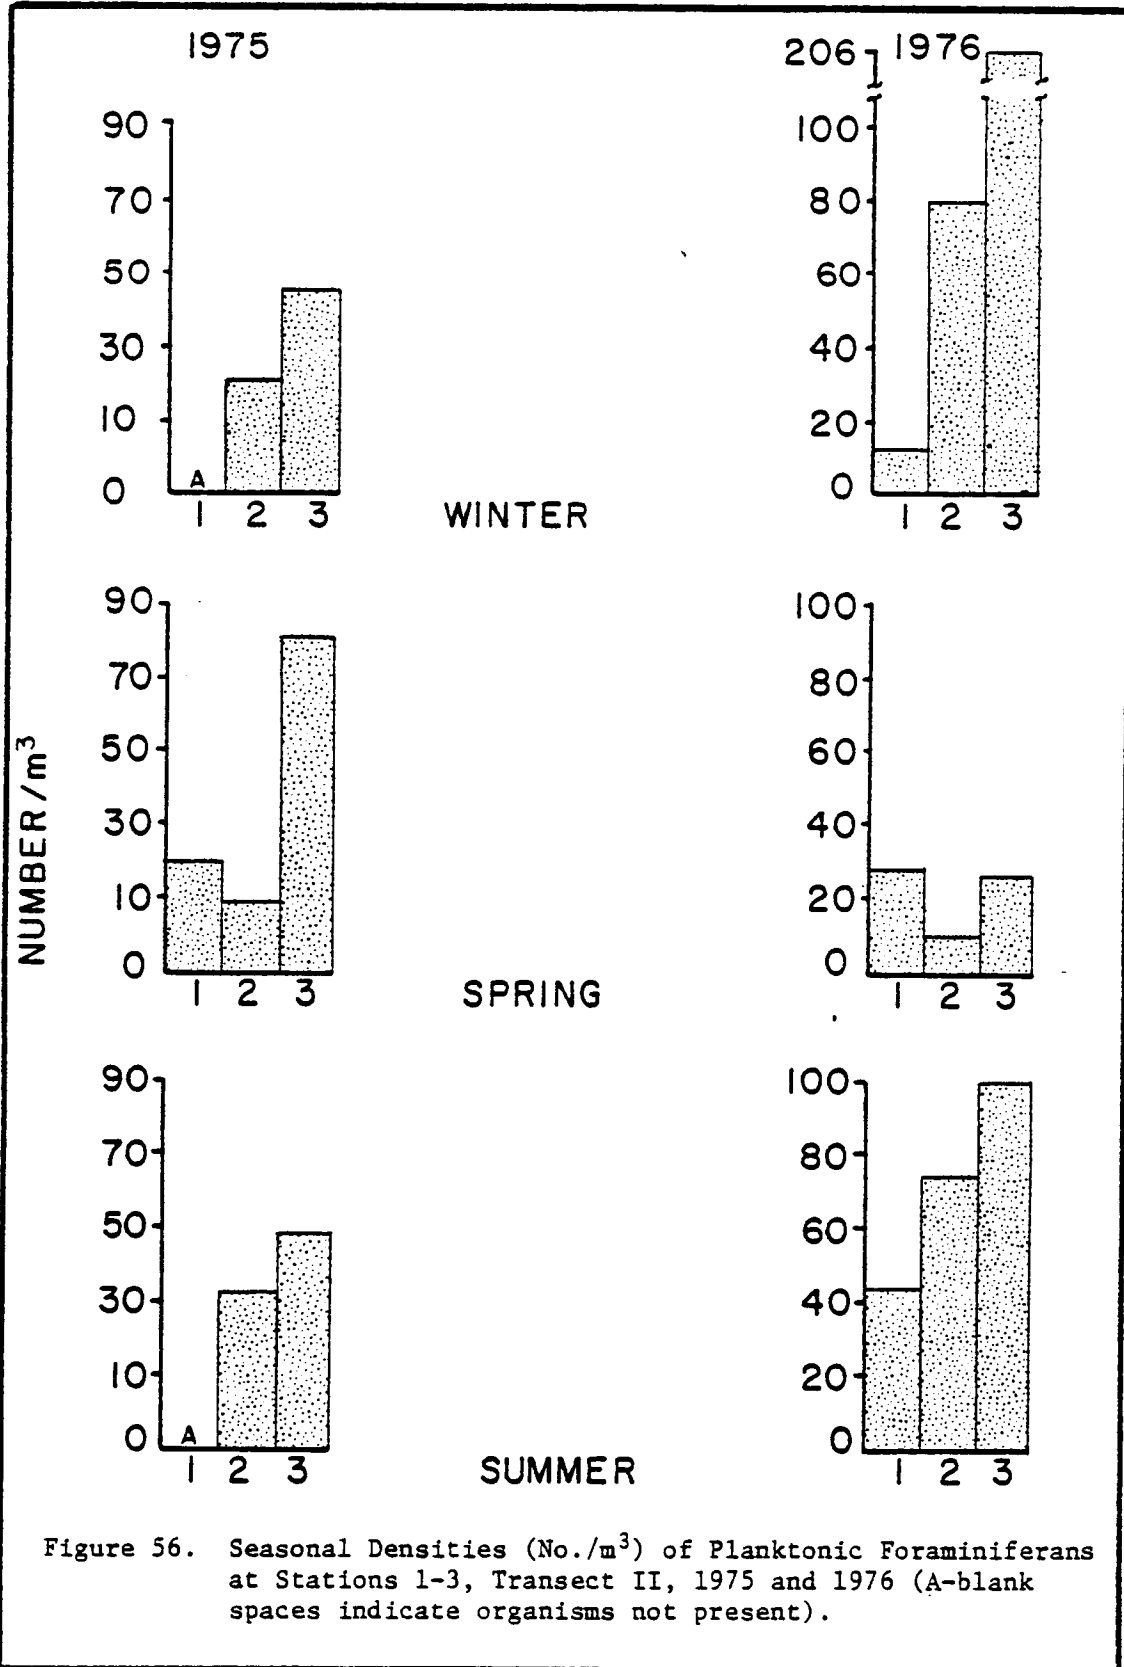 1975
206 1976
90
70
50
30
10
0
A
1 2 3
100
80
60
40
20
0
1 2 3
WINTER
NUMBER/m³
90
70
50
30
10
0
1 2 3
100
80
60
40
20
0
1 2 3
SPRING
90
70
50
30
10
0
A
1 2 3
100
80
60
40
20
0
1 2 3
SUMMER
Figure 56. Seasonal Densities (No./m³) of Planktonic Foraminiferans
at Stations 1-3, Transect II, 1975 and 1976 (A-blank
spaces indicate organisms not present).